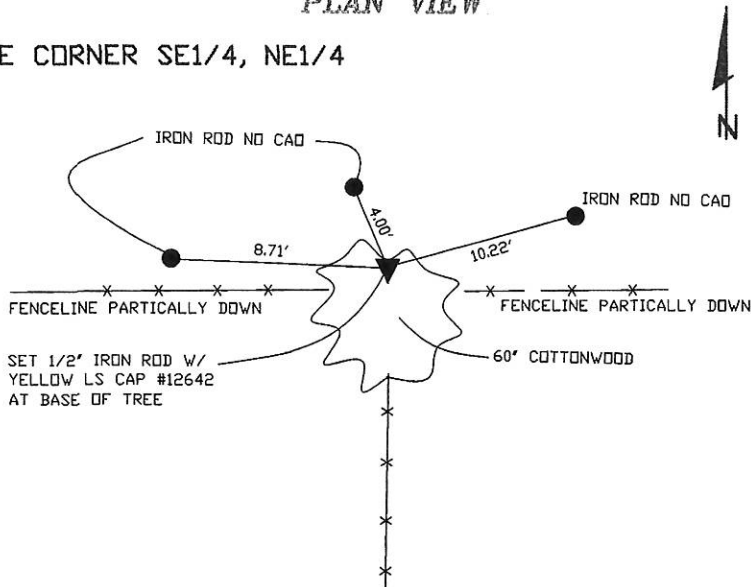 PLAN VIEW
E CORNER SE1/4, NE1/4
N
IRON ROD NO CAO
IRON ROD NO CAO
4.00'
8.71'
10.22'
FENCELINE PARTICALLY DOWN
FENCELINE PARTICALLY DOWN
SET 1/2" IRON ROD W/
YELLOW LS CAP #12642
AT BASE OF TREE
60" COTTONWOOD